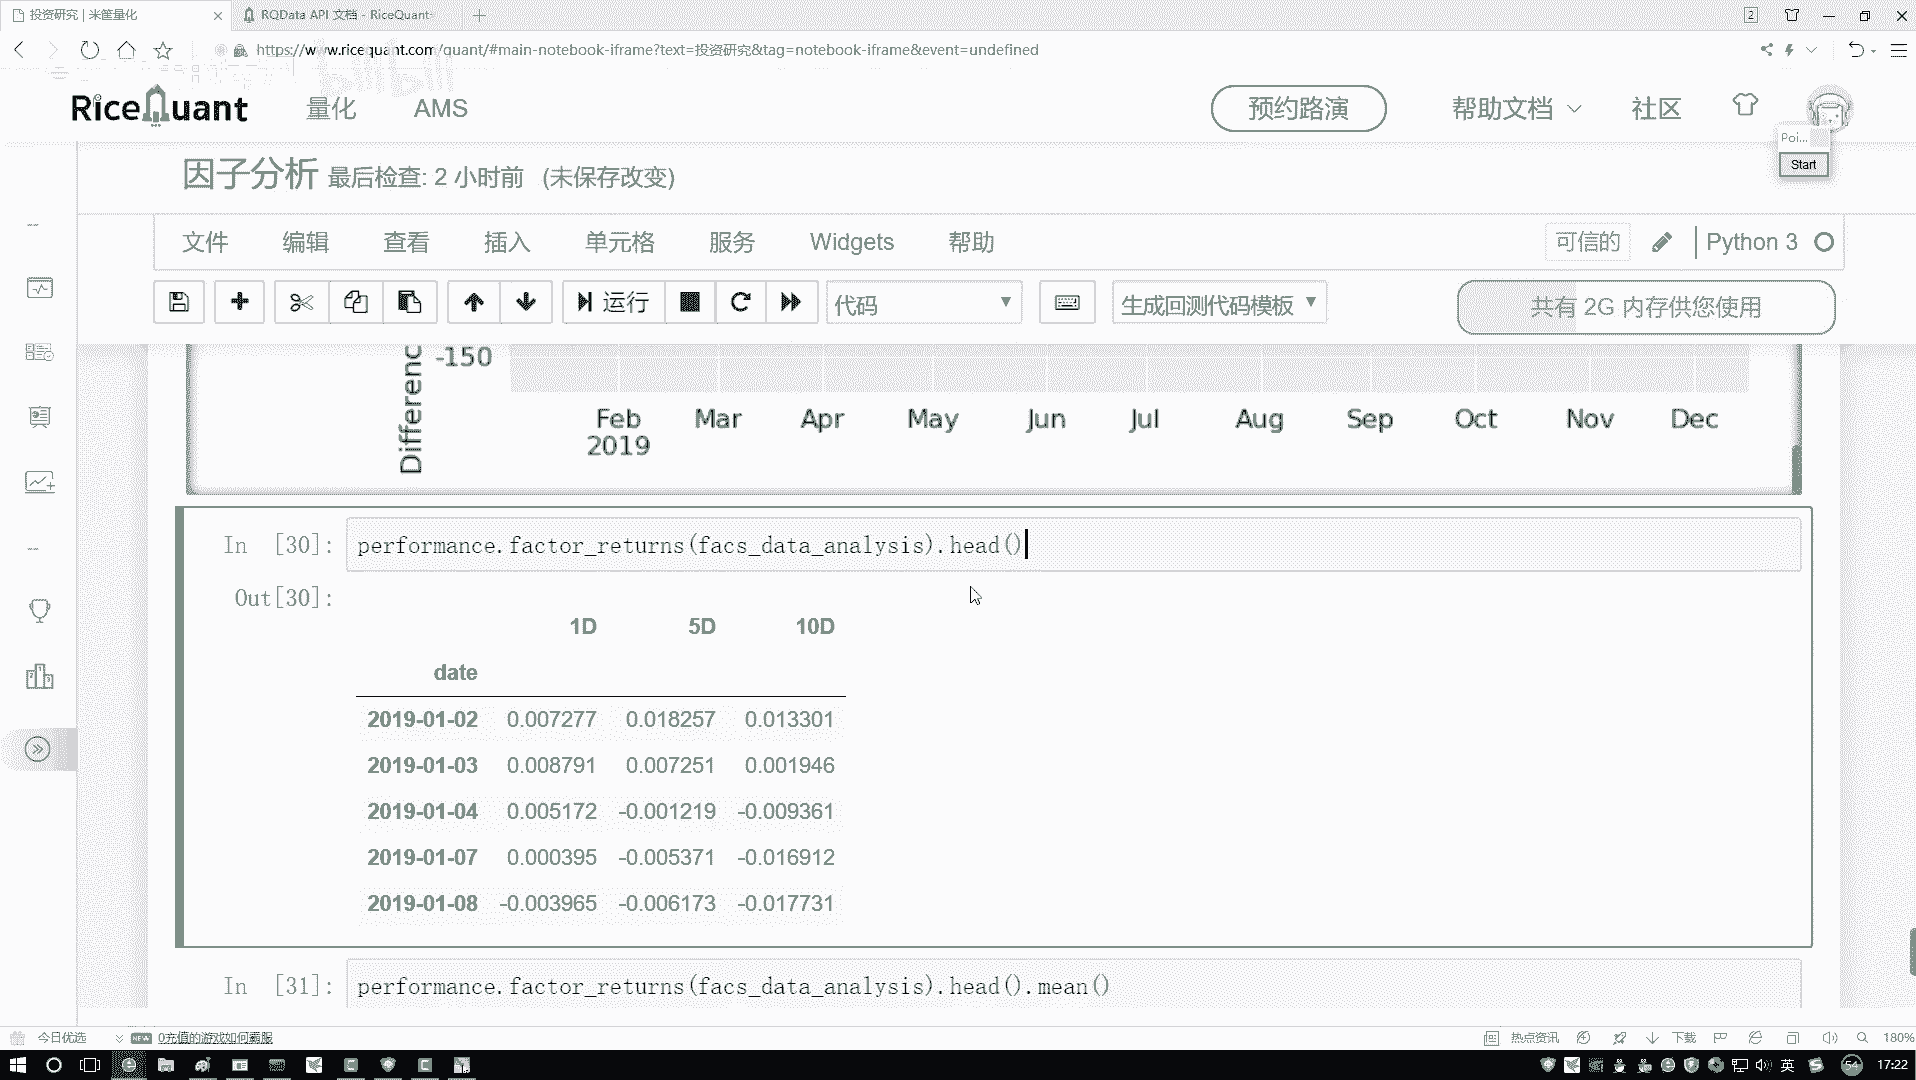 投资研究 | 米筐量化
RQData API 文档 - RiceQuant
2
https://www.ricequant.com/quant/#main-notebook-iframe?text=投资研究&tag=notebook-iframe&event=undefined
bilibili
RiceQuant 量化 AMS 预约路演 帮助文档 社区
Poi...
Start
因子分析 最后检查: 2 小时前 (未保存改变)
文件 编辑 查看 插入 单元格 服务 Widgets 帮助 可信的 Python 3
运行 代码 生成回测代码模板 共有 2G 内存供您使用
Differenc
-150
Feb Mar Apr May Jun Jul Aug Sep Oct Nov Dec
2019
In [30]: performance.factor_returns(facs_data_analysis).head()
Out[30]:
1D 5D 10D
date
2019-01-02 0.007277 0.018257 0.013301
2019-01-03 0.008791 0.007251 0.001946
2019-01-04 0.005172 -0.001219 -0.009361
2019-01-07 0.000395 -0.005371 -0.016912
2019-01-08 -0.003965 -0.006173 -0.017731
In [31]: performance.factor_returns(facs_data_analysis).head().mean()
今日优选 NEW 0充值的游戏如何霸服 热点资讯 下载 180%
英 54 17:22